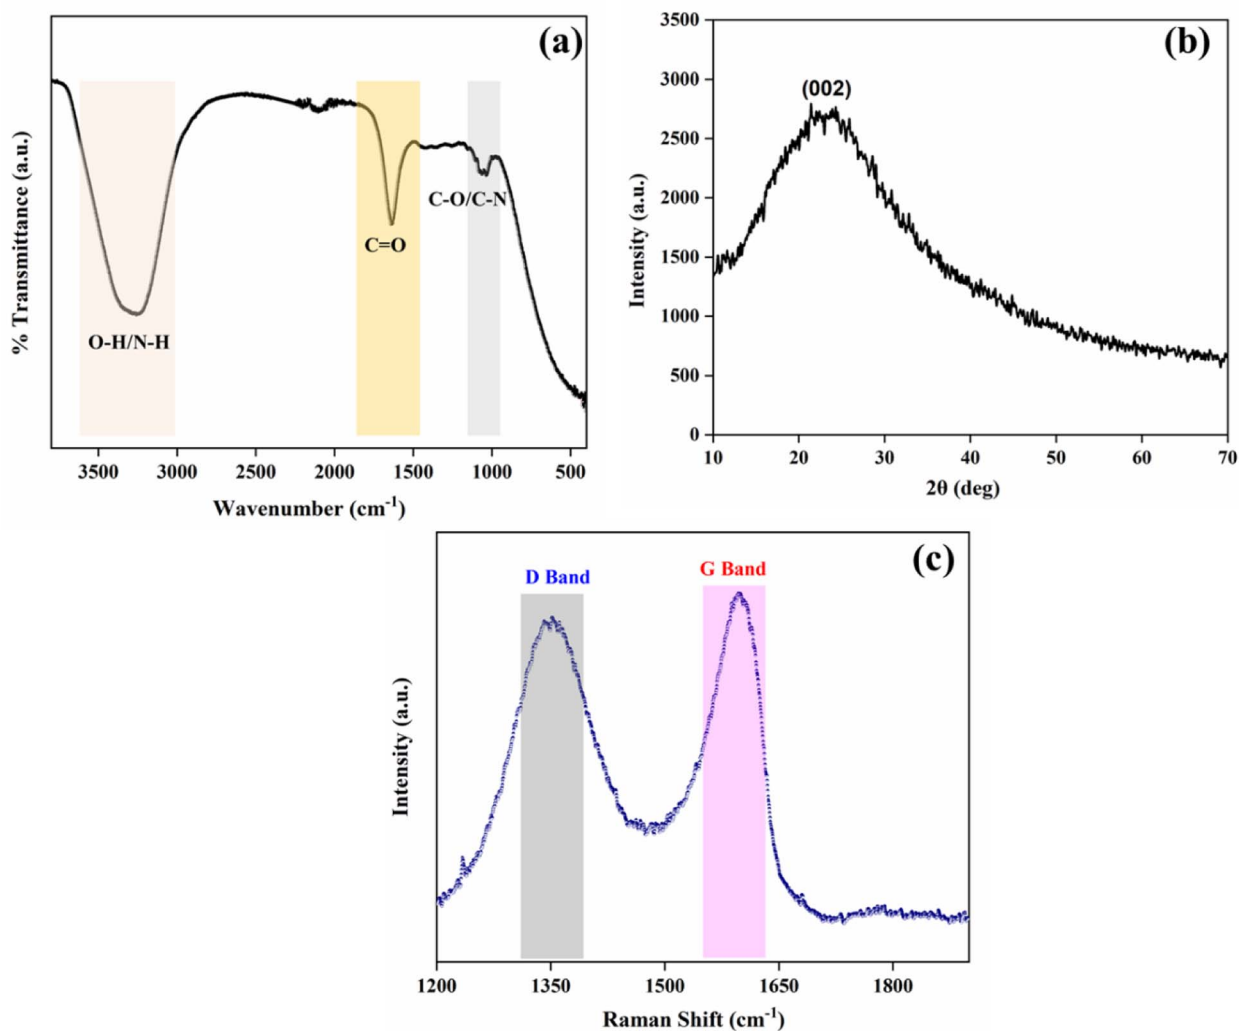 (a)
% Transmittance (a.u.)
O-H/N-H
C=O
C-O/C-N
3500 3000 2500 2000 1500 1000 500
Wavenumber (cm⁻¹)
(b)
(002)
Intensity (a.u.)
3500
3000
2500
2000
1500
1000
500
0
10 20 30 40 50 60 70
2θ (deg)
(c)
D Band
G Band
Intensity (a.u.)
1200 1350 1500 1650 1800
Raman Shift (cm⁻¹)